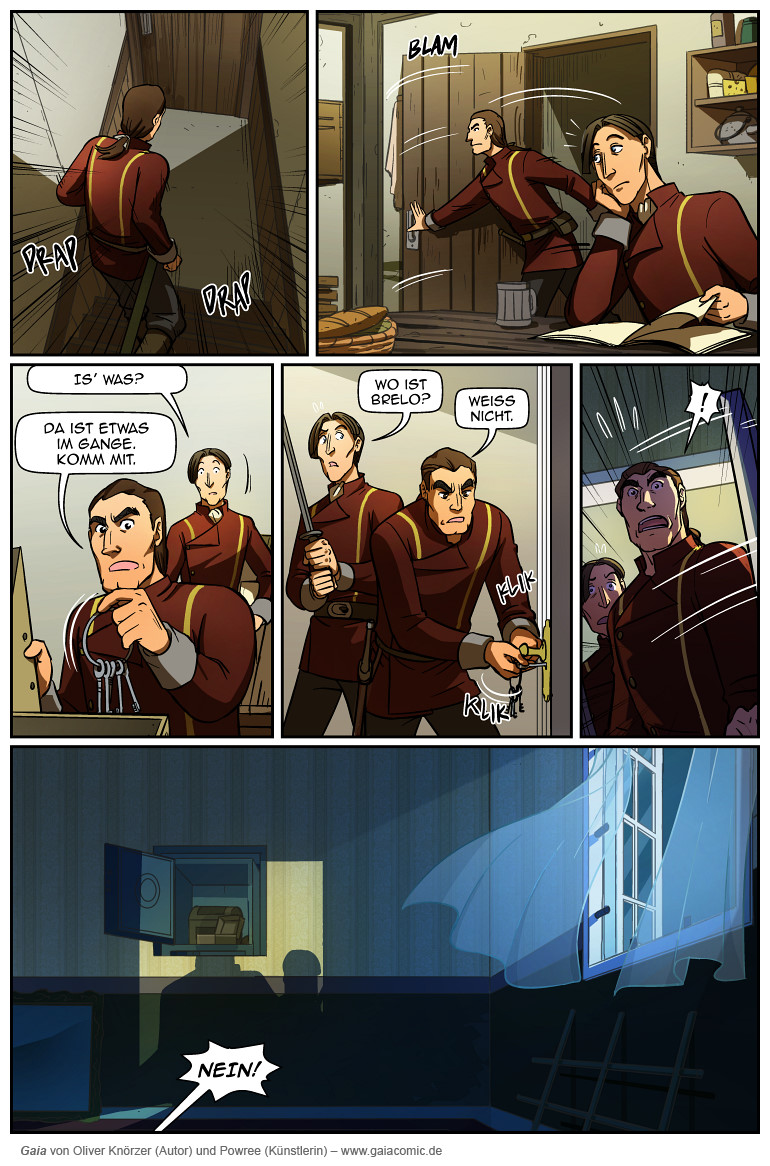 DRAP
DRAP
BLAM
IS' WAS?
DA IST ETWAS
IM GANGE.
KOMM MIT.
WO IST
BRELO?
WEISS
NICHT.
KLIK
KLIK
!
NEIN!
Gaia von Oliver Knörzer (Autor) und Powree (Künstlerin) – www.gaiacomic.de